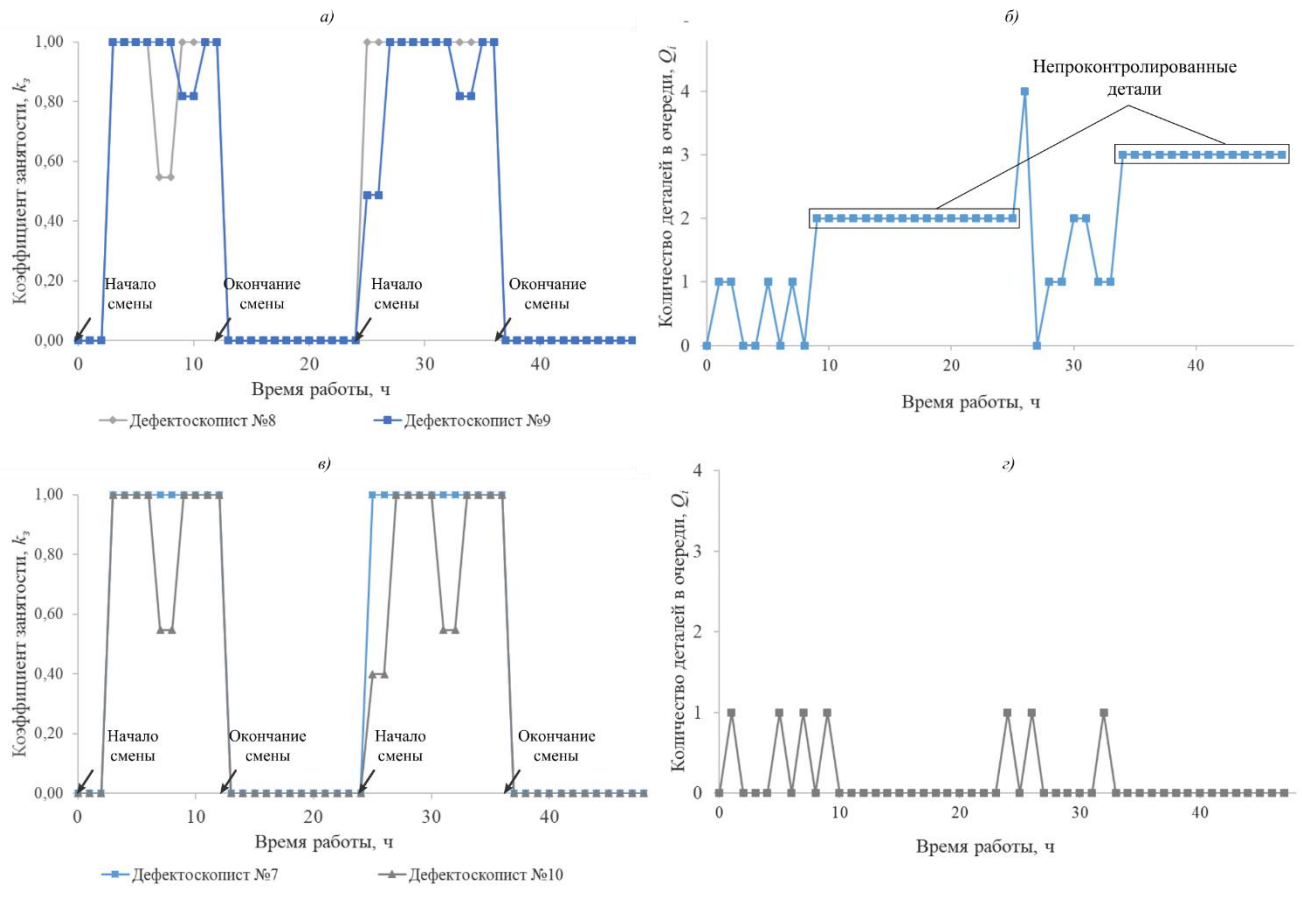 а)
1,00
0,80
0,60
0,40
0,20
0,00
Коэффициент занятости, kз
Начало
смены
Окончание
смены
Начало
смены
Окончание
смены
0
10
20
30
40
Время работы, ч
Дефектоскопист №8
Дефектоскопист №9
б)
4
3
2
1
0
Количество деталей в очереди, Qi
Непроконтролированные
детали
0
10
20
30
40
Время работы, ч
в)
1,00
0,80
0,60
0,40
0,20
0,00
Коэффициент занятости, kз
Начало
смены
Окончание
смены
Начало
смены
Окончание
смены
0
10
20
30
40
Время работы, ч
Дефектоскопист №7
Дефектоскопист №10
г)
4
3
2
1
0
Количество деталей в очереди, Qi
0
10
20
30
40
Время работы, ч